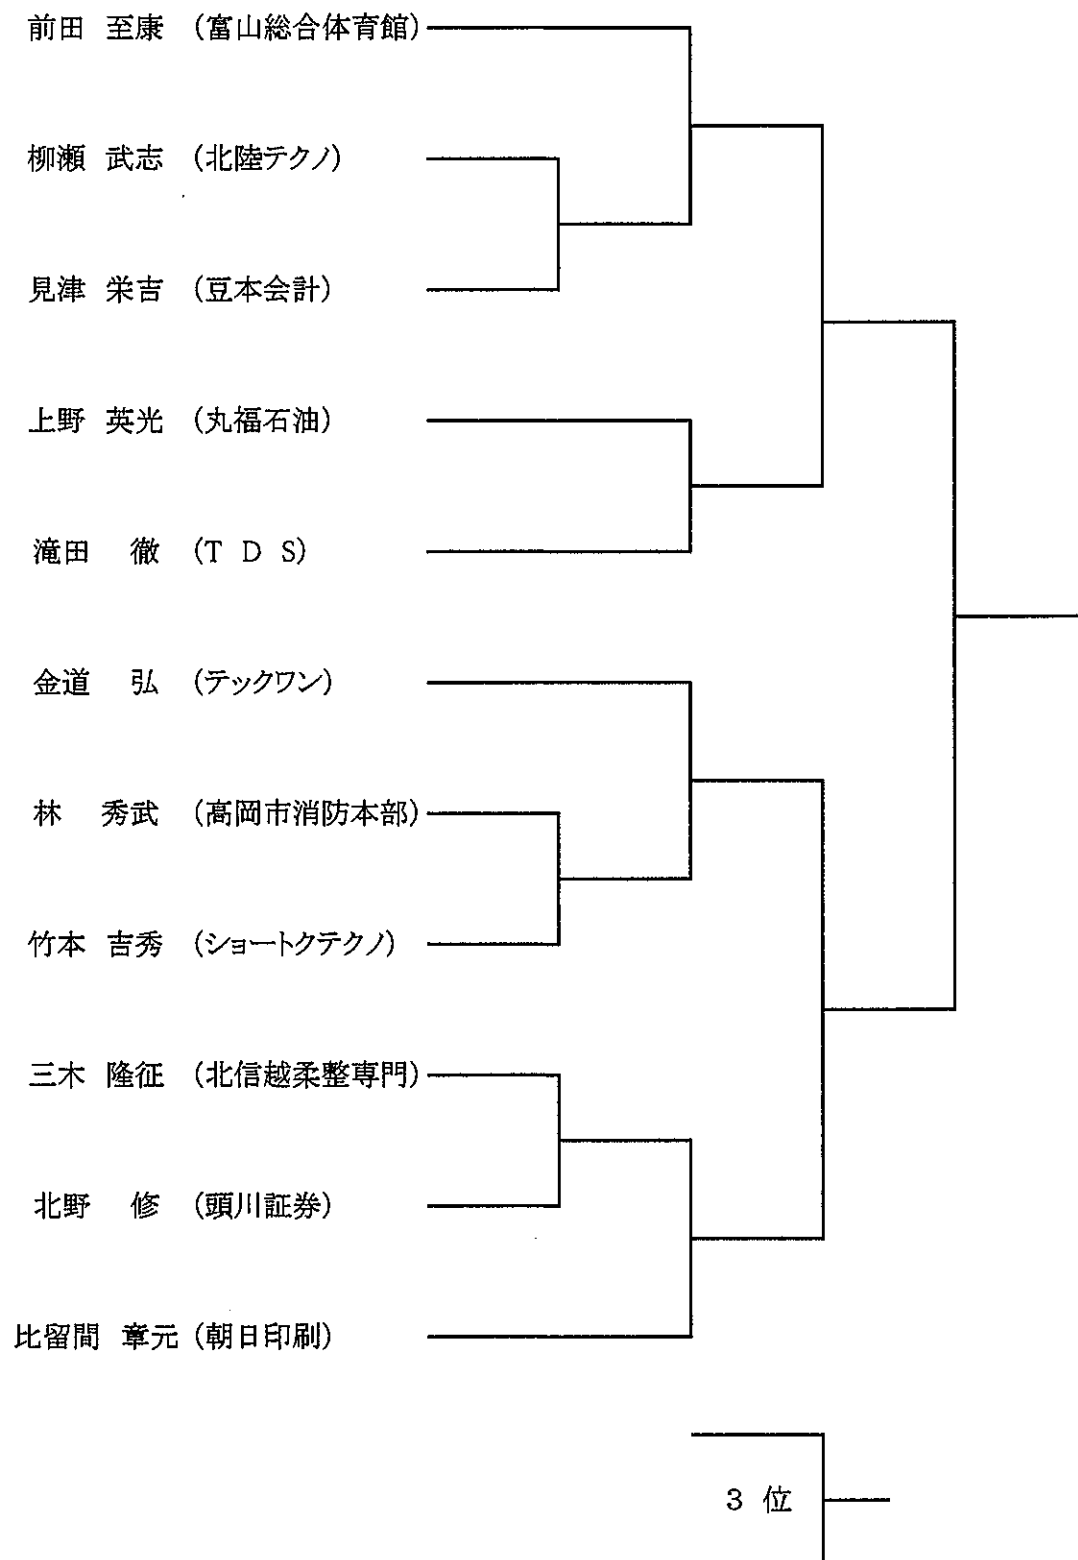 前田 至康 (富山総合体育館)
柳瀬 武志 (北陸テクノ)
見津 栄吉 (豆本会計)
上野 英光 (丸福石油)
滝田 徹 (T D S)
金道 弘 (テックワン)
林 秀武 (高岡市消防本部)
竹本 吉秀 (ショートクテクノ)
三木 隆征 (北信越柔整専門)
北野 修 (頭川証券)
比留間 章元 (朝日印刷)
3 位